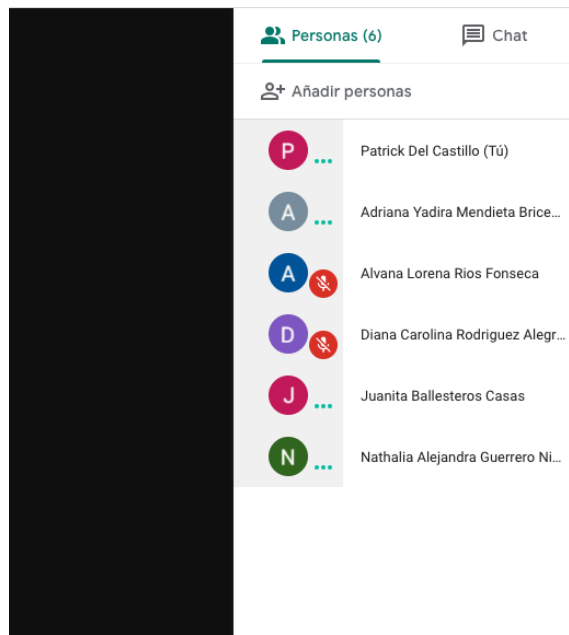 Personas (6) Chat
Añadir personas
P Patrick Del Castillo (Tú)
A Adriana Yadira Mendieta Brice...
A Alvana Lorena Rios Fonseca
D Diana Carolina Rodriguez Alegr...
J Juanita Ballesteros Casas
N Nathalia Alejandra Guerrero Ni...